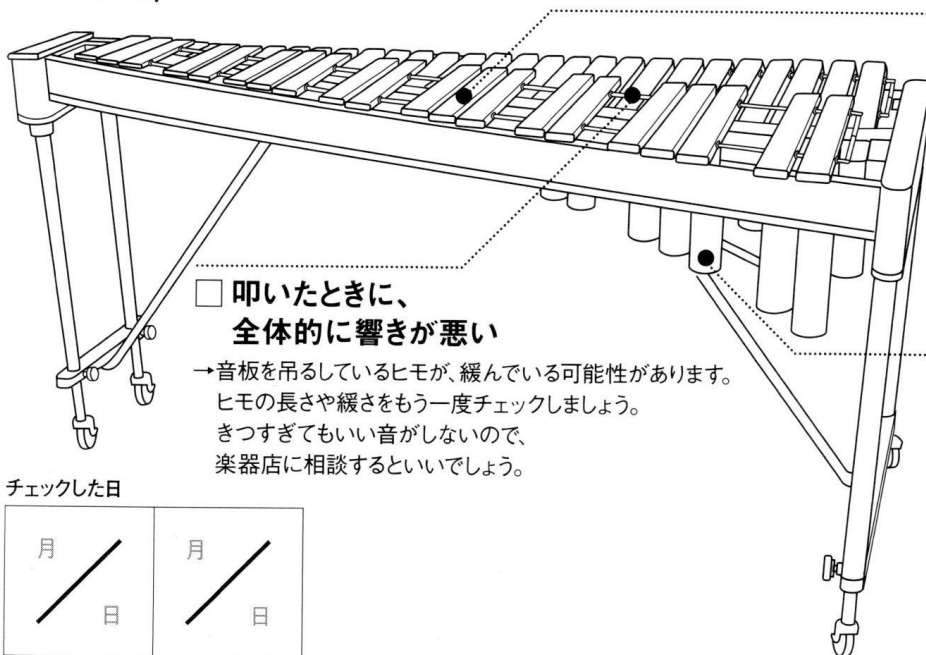 □ 叩いたときに、
全体的に響きが悪い
→音板を吊るしているヒモが、緩んでいる可能性があります。
ヒモの長さや緩さをもう一度チェックしましょう。
きつすぎてもいい音がしないので、
楽器店に相談するといいでしょう。
チェックした日
月/日
月/日